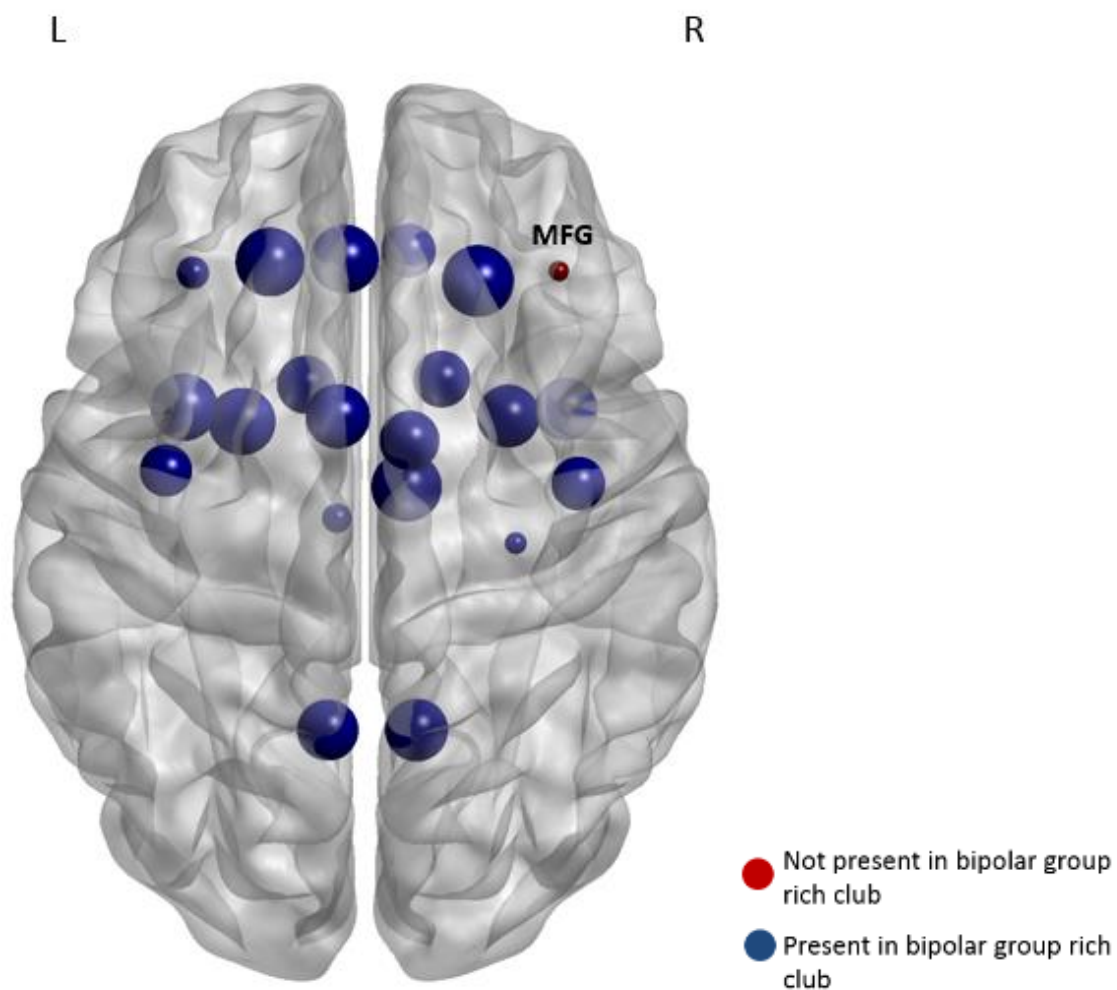 L
R
MFG
Not present in bipolar group
rich club
Present in bipolar group rich
club